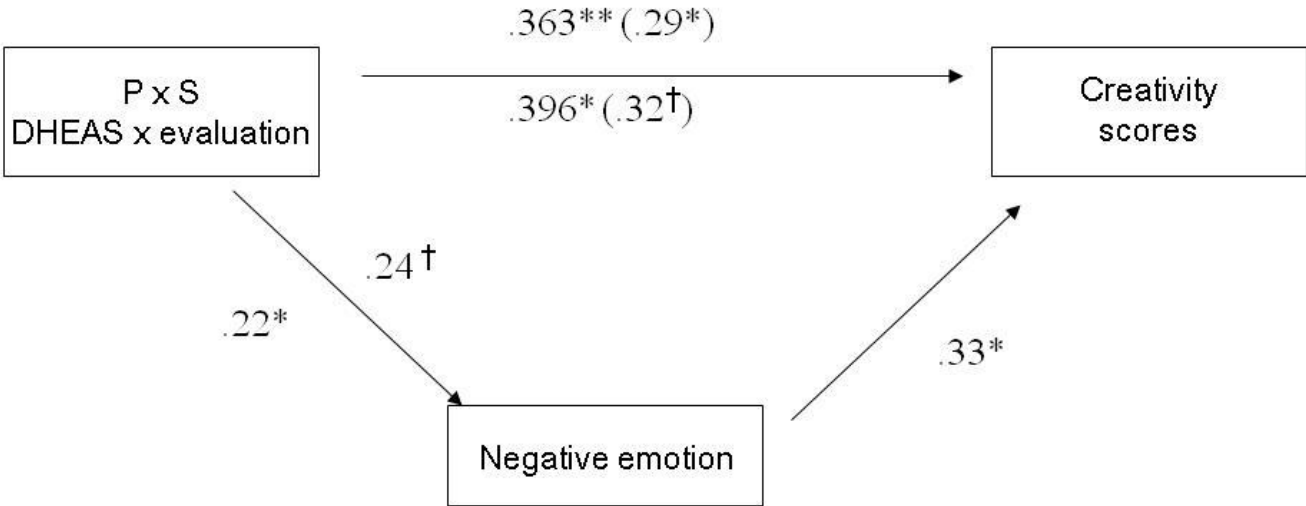 .363** (.29*)
P x S
DHEAS x evaluation
.396* (.32†)
Creativity
scores
.24†
.22*
.33*
Negative emotion